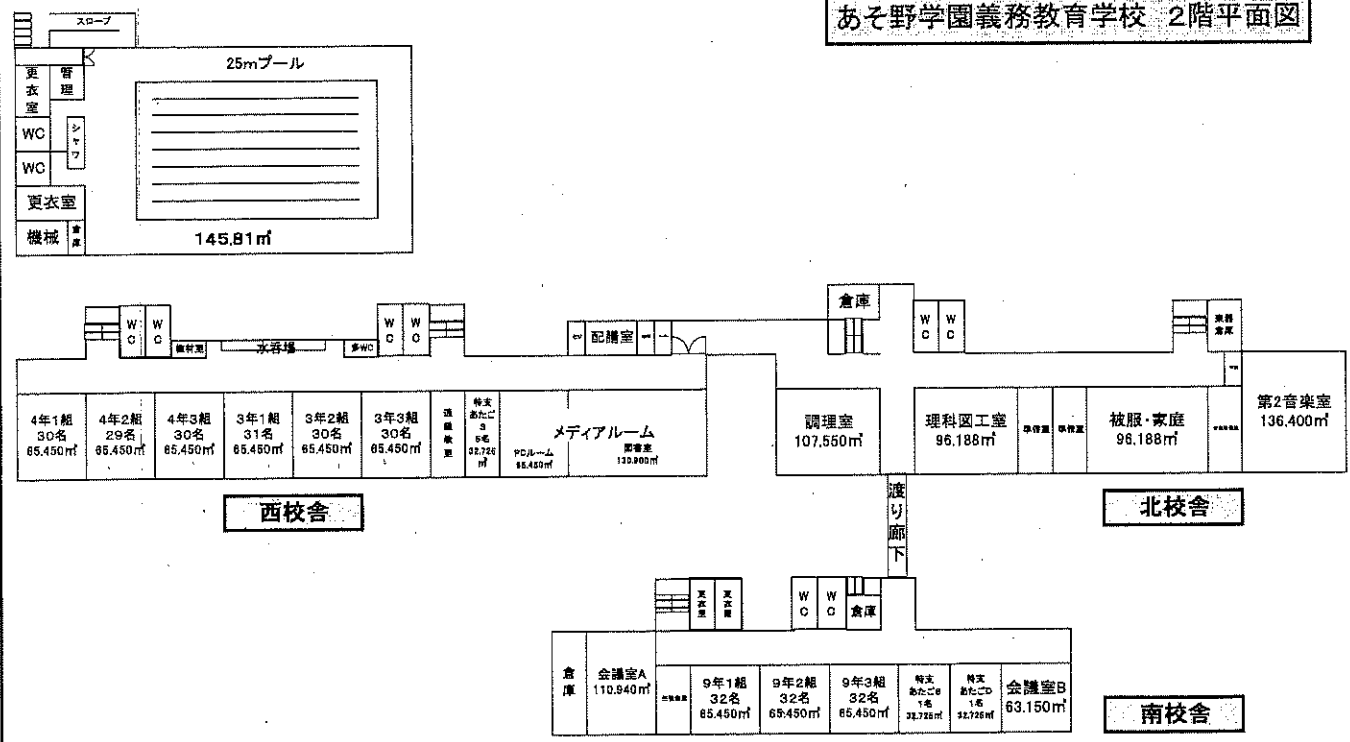 あそ野学園義務教育学校 2階平面図
スロープ
25mプール
更衣室
管理
WC
シャワ
WC
更衣室
機械
倉庫
145.81㎡
WC
WC
機材室
水呑場
WC
WC
多WC
配膳室
倉庫
WC
WC
楽器倉庫
4年1組
30名
65.450㎡
4年2組
29名
65.450㎡
4年3組
30名
65.450㎡
3年1組
31名
65.450㎡
3年2組
30名
65.450㎡
3年3組
30名
65.450㎡
特支
あたご
3
5名
32.725
㎡
メディアルーム
PCルーム
65.450㎡
図書室
130.900㎡
調理室
107.550㎡
理科図工室
96.188㎡
準備室
準備室
被服・家庭
96.188㎡
第2音楽室
136.400㎡
西校舎
渡り廊下
北校舎
更衣室
更衣室
WC
WC
倉庫
倉庫
会議室A
110.940㎡
9年1組
32名
65.450㎡
9年2組
32名
65.450㎡
9年3組
32名
65.450㎡
特支
1名
32.725㎡
特支
あたごD
1名
32.725㎡
会議室B
63.150㎡
南校舎